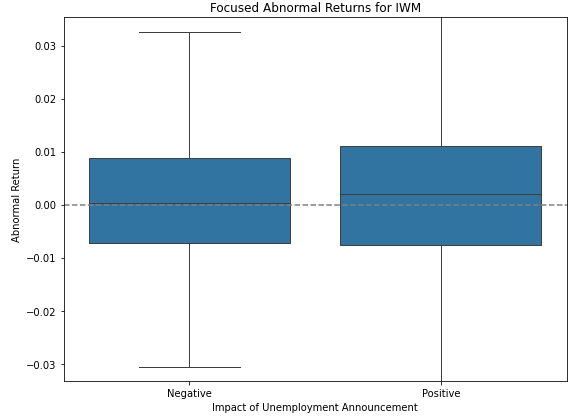 Focused Abnormal Returns for IWM
0.03
0.02
0.01
0.00
−0.01
−0.02
−0.03
Abnormal Return
Negative
Positive
Impact of Unemployment Announcement